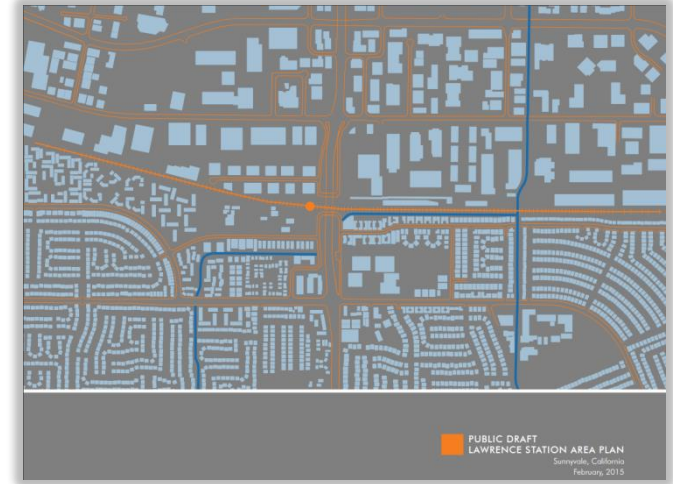 PUBLIC DRAFT
LAWRENCE STATION AREA PLAN
Sunnyvale, California
February, 2015